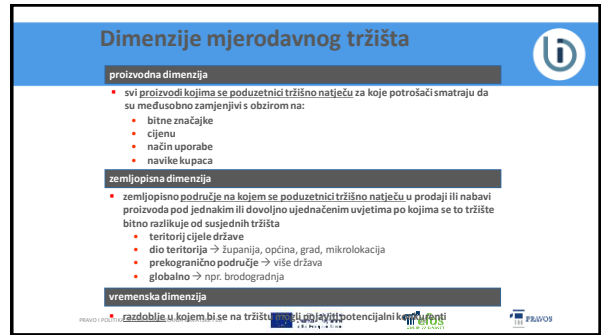 Dimenzije mjerodavnog tržišta
proizvodna dimenzija
▪ svi proizvodi kojima se poduzetnici tržišno natječu za koje potrošači smatraju da
su međusobno zamjenjivi s obzirom na:
• bitne značajke
• cijenu
• način uporabe
• navike kupaca
zemljopisna dimenzija
▪ zemljopisno područje na kojem se poduzetnici tržišno natječu u prodaji ili nabavi
proizvoda pod jednakim ili dovoljno ujednačenim uvjetima po kojima se to tržište
bitno razlikuje od susjednih tržišta
• teritorij cijele države
• dio teritorija → županija, općina, grad, mikrolokacija
• prekogranično područje → više država
• globalno → npr. brodogradnja
vremenska dimenzija
▪ razdoblje u kojem bi se na tržištu mogli pojaviti potencijalni konkurenti
PRAVO I POLITIKA
eros
PRAVOS